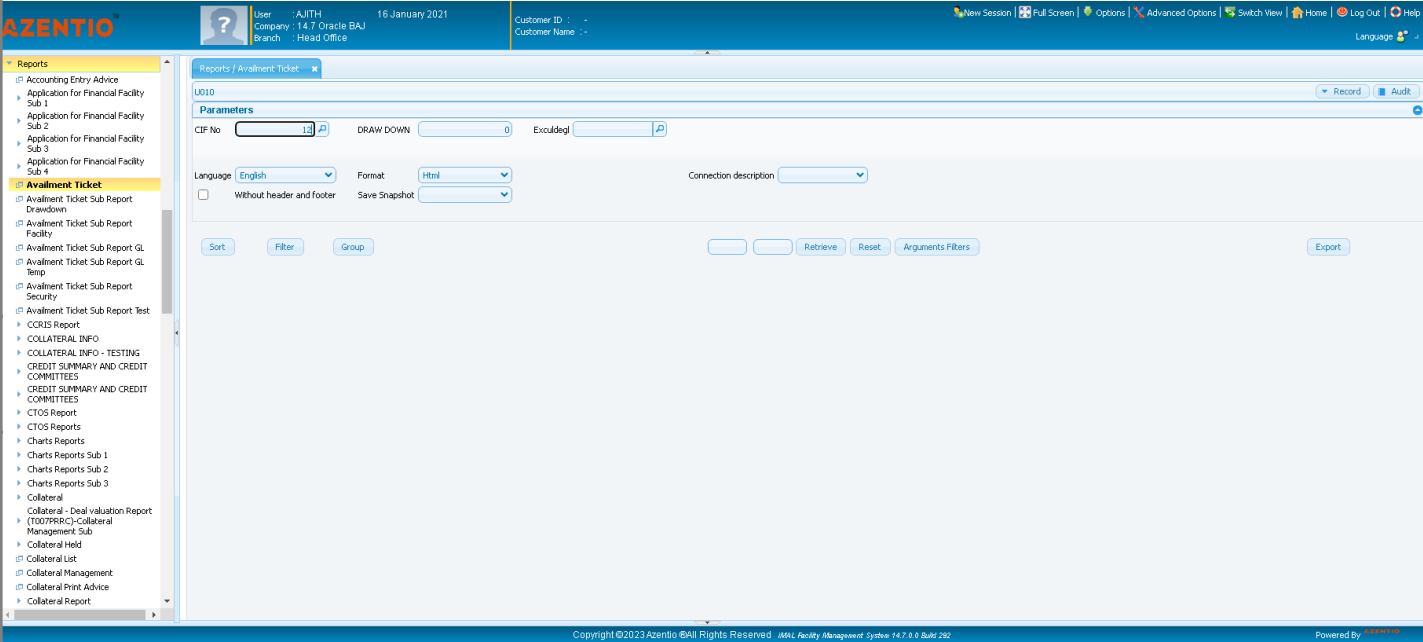 AZENTIO™
?
User : AJITH 16 January 2021
Company : 14.7 Oracle BAJ
Branch : Head Office
Customer ID : -
Customer Name : -
New Session | Full Screen | Options | Advanced Options | Switch View | Home | Log Out | Help
Language
Reports
Accounting Entry Advice
Application for Financial Facility
Sub 1
Application for Financial Facility
Sub 2
Application for Financial Facility
Sub 3
Application for Financial Facility
Sub 4
Availment Ticket
Availment Ticket Sub Report
Drawdown
Availment Ticket Sub Report
Facility
Availment Ticket Sub Report GL
Availment Ticket Sub Report GL
Temp
Availment Ticket Sub Report
Security
Availment Ticket Sub Report Test
CCRIS Report
COLLATERAL INFO
COLLATERAL INFO - TESTING
CREDIT SUMMARY AND CREDIT
COMMITTEES
CREDIT SUMMARY AND CREDIT
COMMITTEES
CTOS Report
CTOS Reports
Charts Reports
Charts Reports Sub 1
Charts Reports Sub 2
Charts Reports Sub 3
Collateral
Collateral - Deal valuation Report
(T007PRRC)-Collateral
Management Sub
Collateral Held
Collateral List
Collateral Management
Collateral Print Advice
Collateral Report
Reports / Availment Ticket x
U010
Record Audit
Parameters
CIF No 12 DRAW DOWN 0 Exculdegl
Language English Format Html Connection description
Without header and footer Save Snapshot
Sort Filter Group Retrieve Reset Arguments Filters Export
Copyright ©2023 Azentio ®All Rights Reserved iMAL Facility Management System 14.7.0.0 Build 292
Powered By AZENTIO